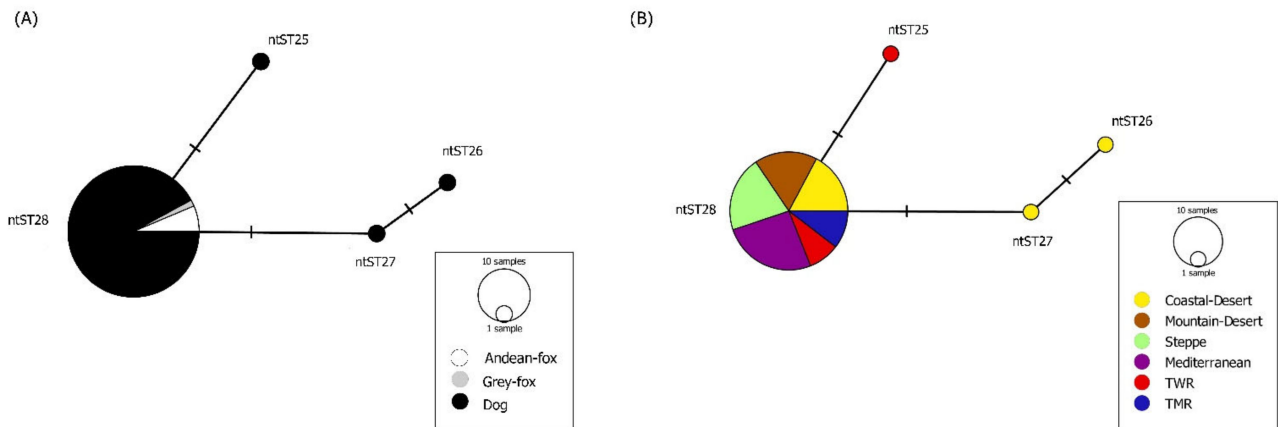 (A)
ntST25
ntST26
ntST28
ntST27
10 samples
1 sample
Andean-fox
Grey-fox
Dog
(B)
ntST25
ntST26
ntST28
ntST27
10 samples
1 sample
Coastal-Desert
Mountain-Desert
Steppe
Mediterranean
TWR
TMR